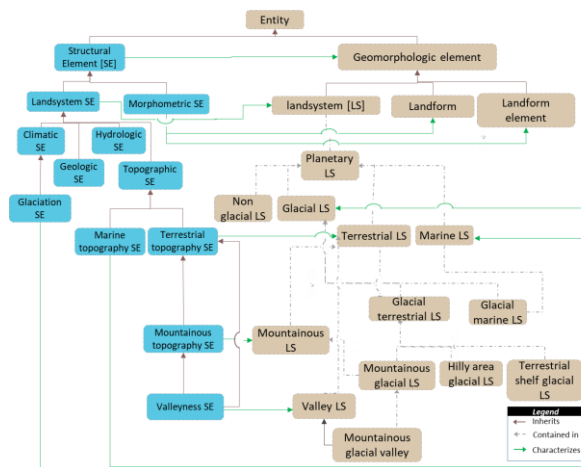 Entity
Structural
Element [SE]
Geomorphologic element
Landsystem SE
Morphometric SE
landsystem [LS]
Landform
Landform
element
Climatic
SE
Hydrologic
SE
Geologic
SE
Topographic
SE
Planetary
LS
Glaciation
SE
Non
glacial LS
Glacial LS
Marine
topography SE
Terrestrial
topography SE
Terrestrial LS
Marine LS
Glacial
terrestrial LS
Glacial
marine LS
Mountainous
topography SE
Mountainous
LS
Mountainous
glacial LS
Hilly area
glacial LS
Terrestrial
shelf glacial
LS
Valleyness SE
Valley LS
Mountainous
glacial valley
Legend
Inherits
Contained in
Characterizes